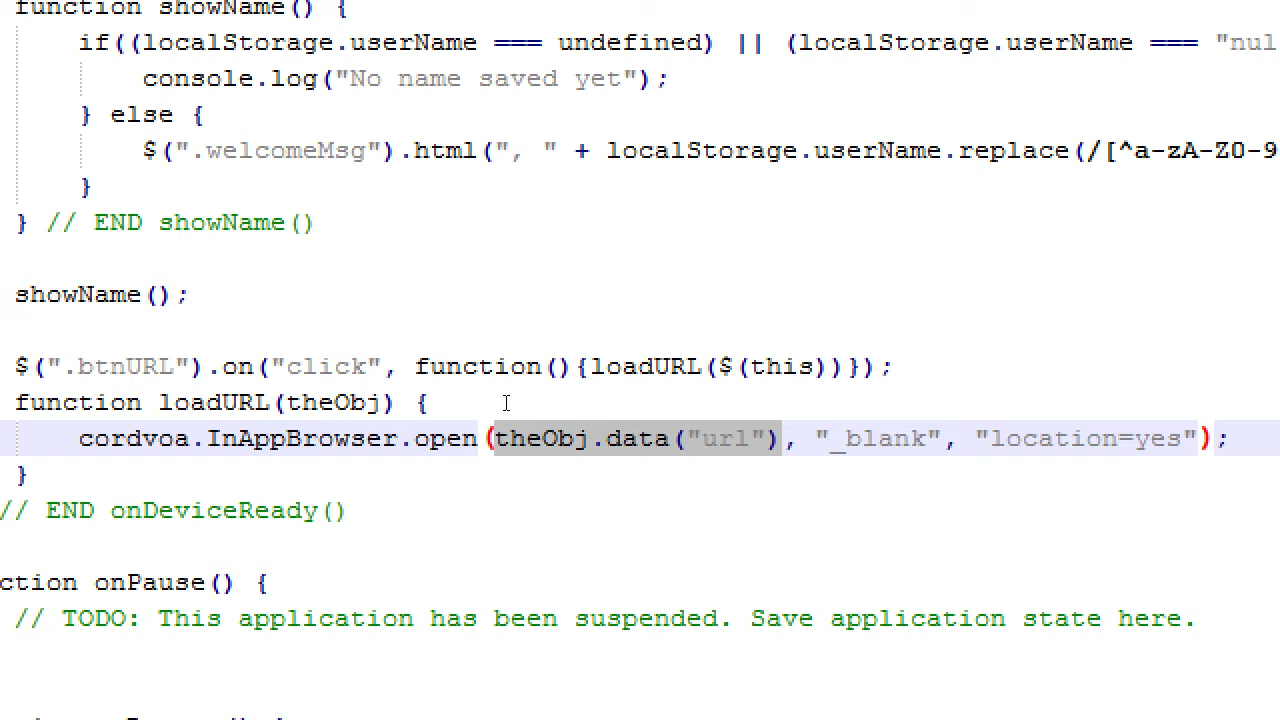 function showName() {
if((localStorage.userName === undefined) || (localStorage.userName === "nul
console.log("No name saved yet");
} else {
$(".welcomeMsg").html(", " + localStorage.userName.replace(/[^a-zA-Z0-9
}
} // END showName()
showName();
$(".btnURL").on("click", function(){loadURL($(this))});
function loadURL(theObj) {
cordvoa.InAppBrowser.open(theObj.data("url"), "_blank", "location=yes");
}
// END onDeviceReady()
ction onPause() {
// TODO: This application has been suspended. Save application state here.